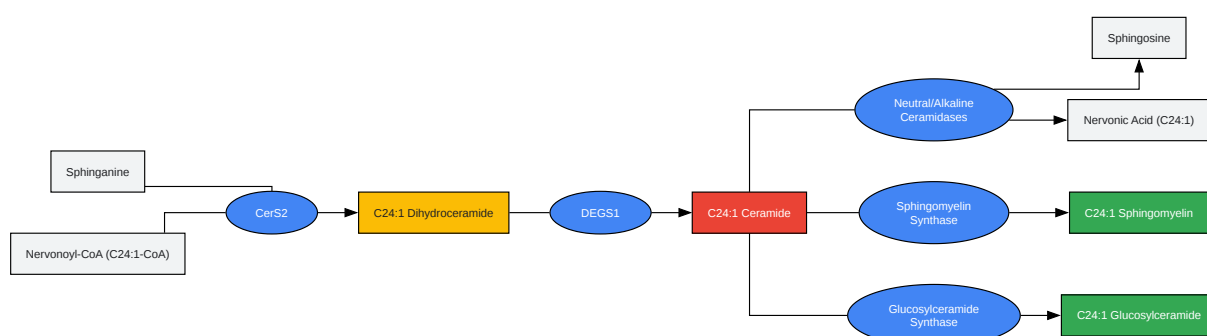 Sphingosine
Neutral/Alkaline
Ceramidases
Nervonic Acid (C24:1)
Sphinganine
CerS2
C24:1 Dihydroceramide
DEGS1
C24:1 Ceramide
Sphingomyelin
Synthase
C24:1 Sphingomyelin
Nervonoyl-CoA (C24:1-CoA)
Glucosylceramide
Synthase
C24:1 Glucosylceramide